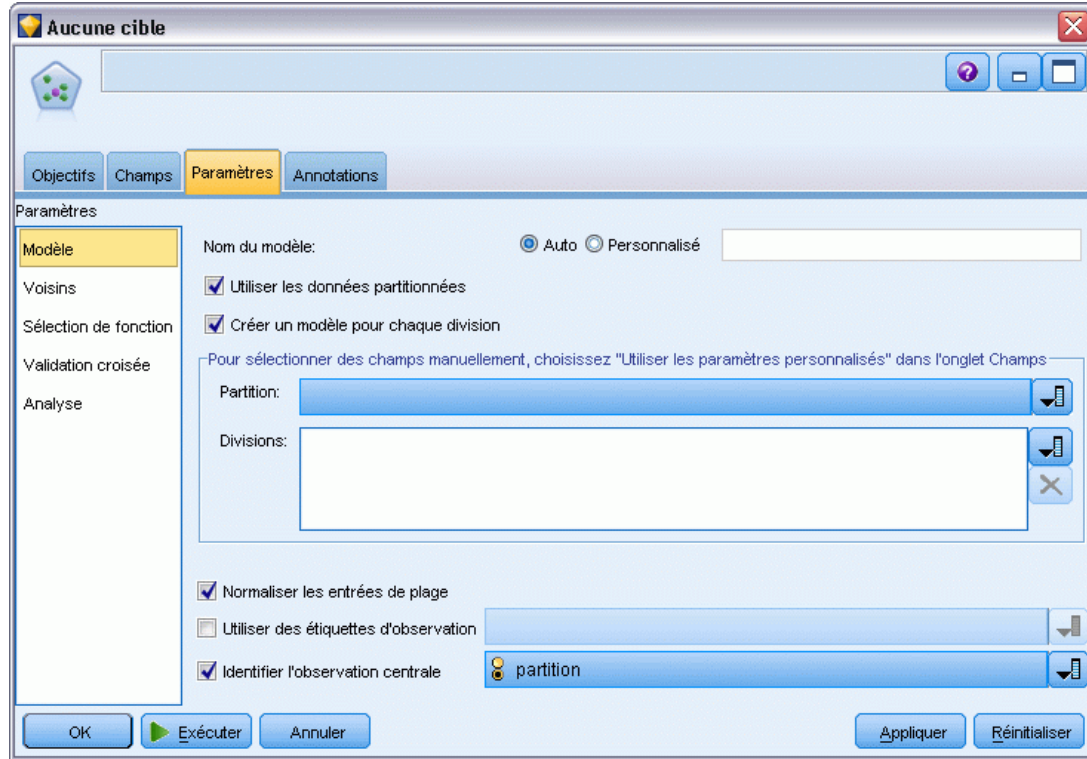 Aucune cible
Objectifs
Champs
Paramètres
Annotations
Paramètres
Modèle
Voisins
Sélection de fonction
Validation croisée
Analyse
Nom du modèle:
Auto
Personnalisé
Utiliser les données partitionnées
Créer un modèle pour chaque division
Pour sélectionner des champs manuellement, choisissez "Utiliser les paramètres personnalisés" dans l'onglet Champs
Partition:
Divisions:
Normaliser les entrées de plage
Utiliser des étiquettes d'observation
Identifier l'observation centrale
partition
OK
Exécuter
Annuler
Appliquer
Réinitialiser